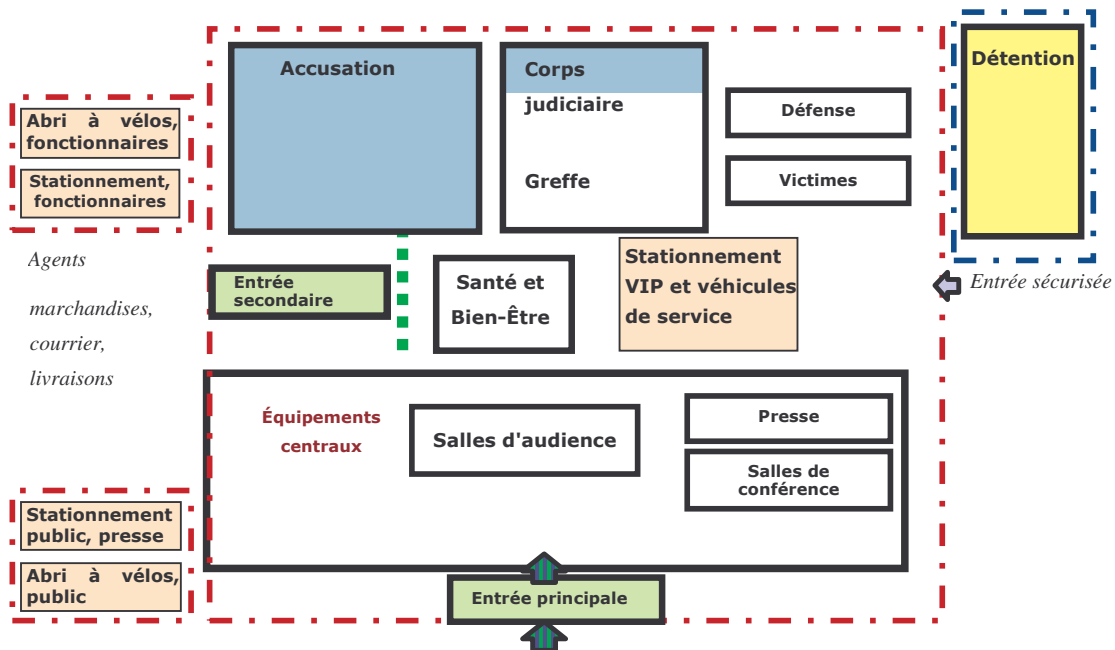 Accusation
Corps
judiciaire
Greffe
Défense
Victimes
Détention
Abri à vélos,
fonctionnaires
Stationnement,
fonctionnaires
Agents
marchandises,
courrier,
livraisons
Entrée
secondaire
Santé et
Bien-Être
Stationnement
VIP et véhicules
de service
Entrée sécurisée
Équipements
centraux
Salles d'audience
Presse
Salles de
conférence
Stationnement
public, presse
Abri à vélos,
public
Entrée principale